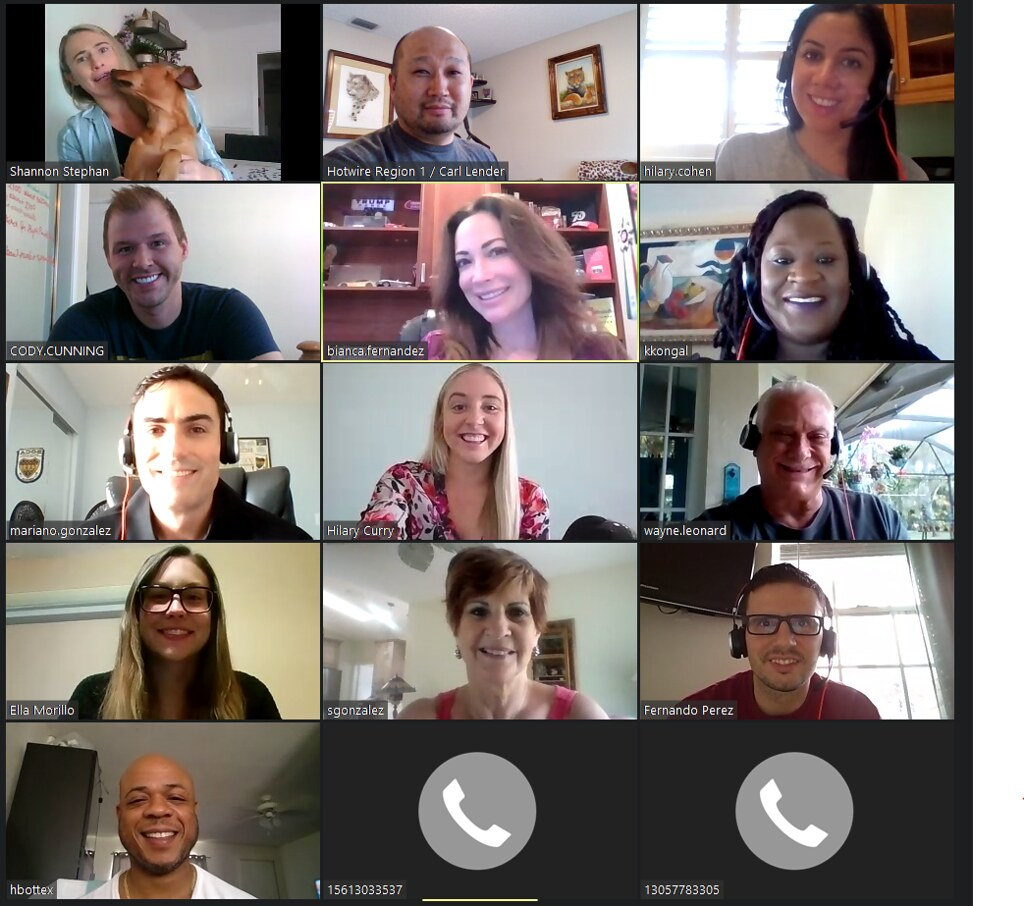 Shannon Stephan
Hotwire Region 1 / Carl Lender
hilary.cohen
CODY.CUNNING
TRUMP
bianca.fernandez
kkongal
mariano.gonzalez
Hilary Curry
wayne.leonard
Ella Morillo
sgonzalez
Fernando Perez
hbottex
15613033537
13057783305